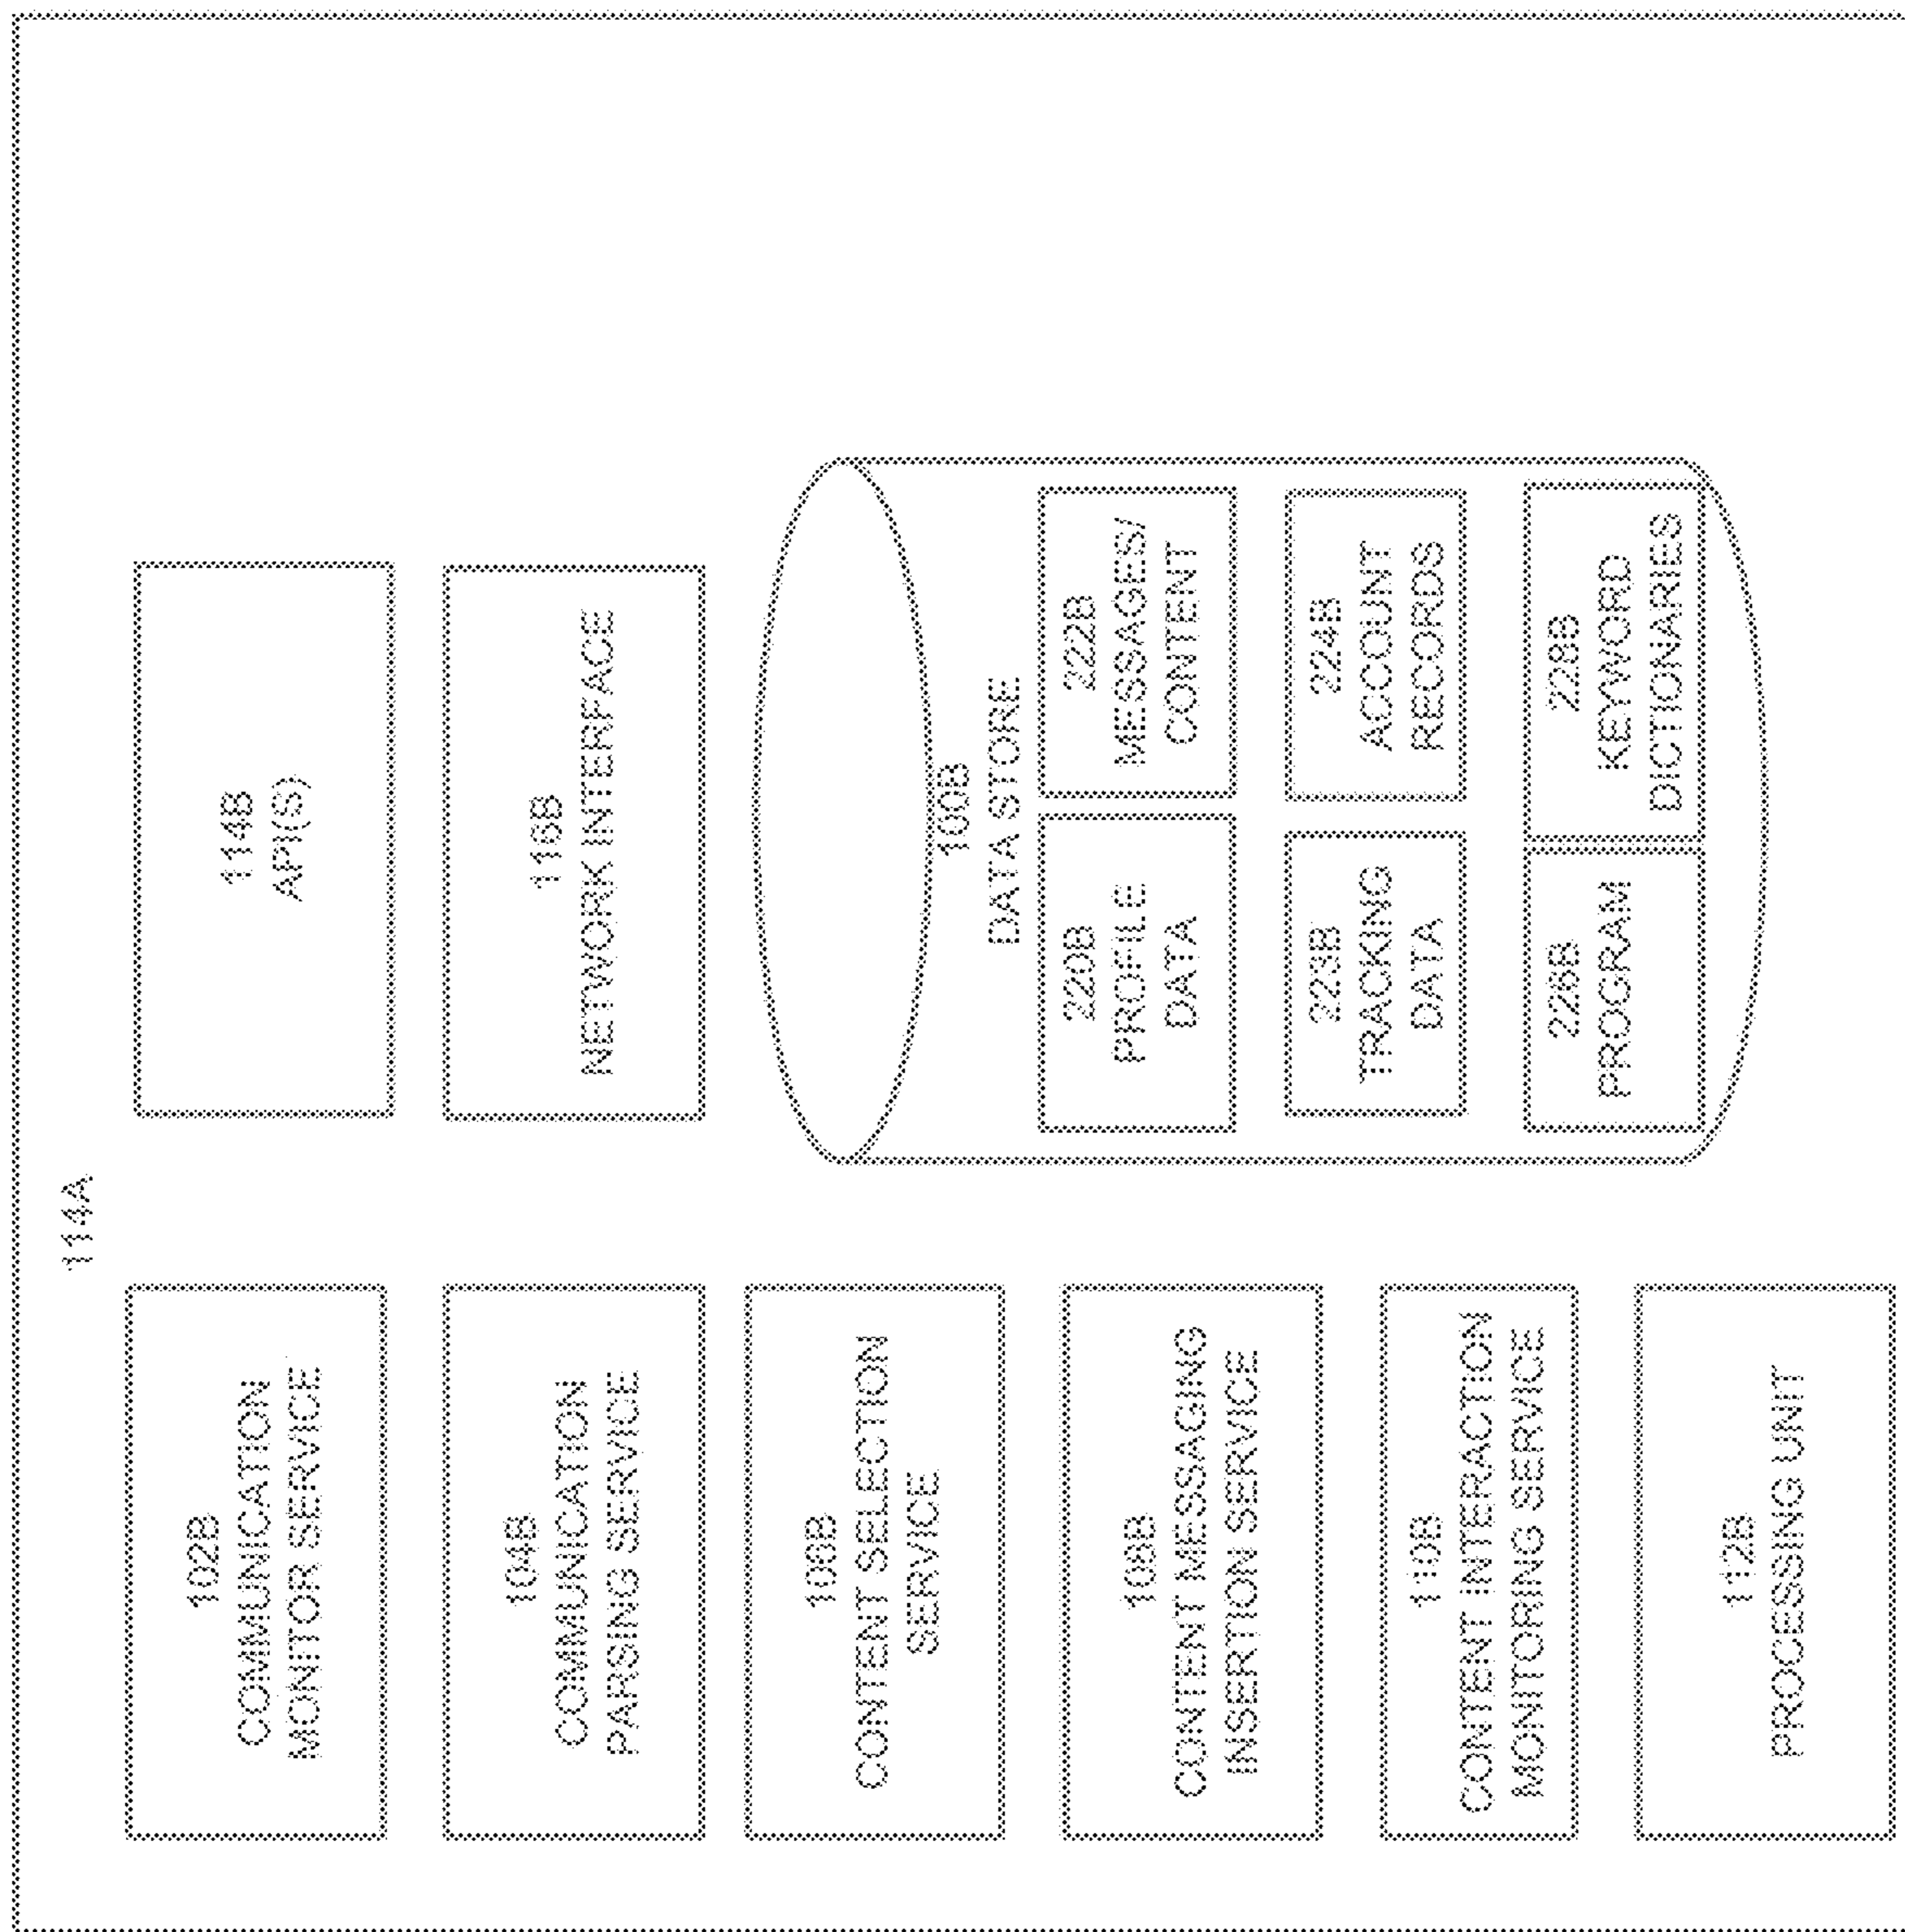 114A
102B
COMMUNICATION
MONITOR SERVICE
104B
COMMUNICATION
PARSING SERVICE
106B
CONTENT SELECTION
SERVICE
108B
CONTENT MESSAGING
INSERTION SERVICE
110B
CONTENT INTERACTION
MONITORING SERVICE
112B
PROCESSING UNIT
114B
API(S)
116B
NETWORK INTERFACE
100B
DATA STORE
220B
PROFILE
DATA
222B
MESSAGES/
CONTENT
223B
TRACKING
DATA
224B
ACCOUNT
RECORDS
226B
PROGRAM
228B
KEYWORD
DICTIONARIES